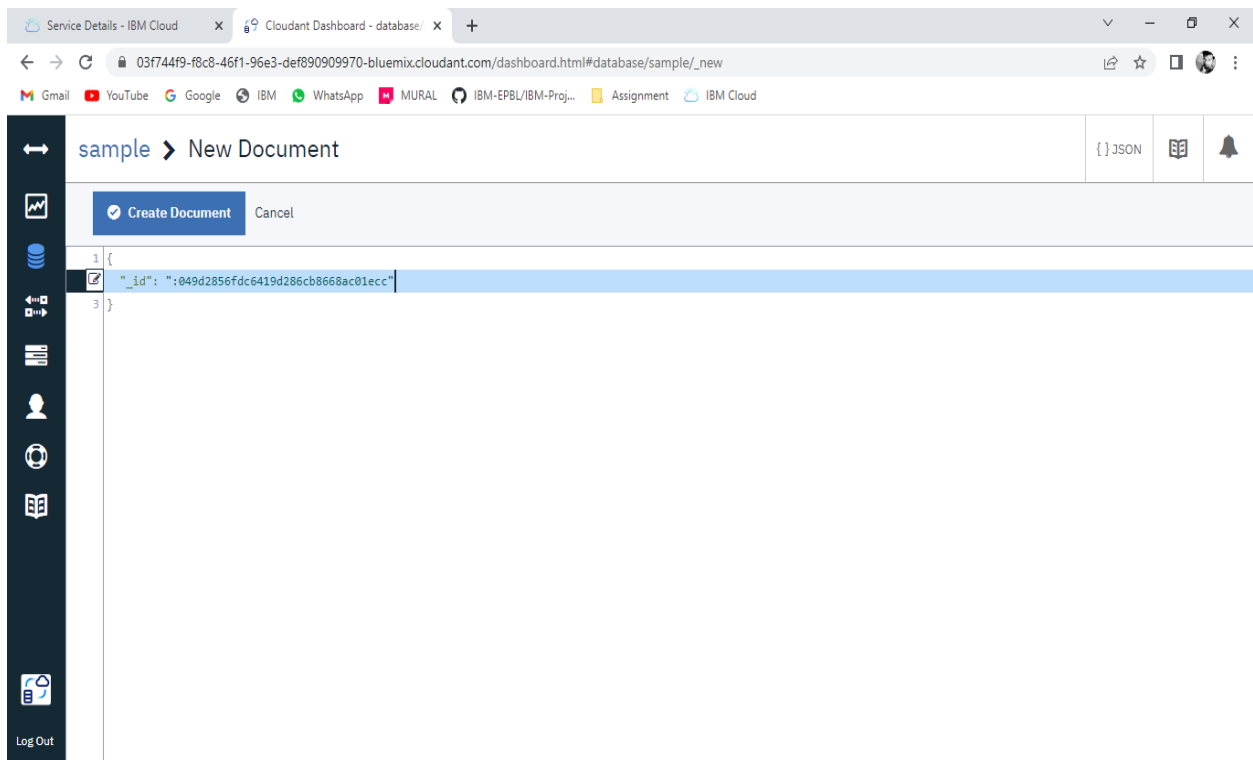 Service Details - IBM Cloud
Cloudant Dashboard - database/
03f744f9-f8c8-46f1-96e3-def890909970-bluemix.cloudant.com/dashboard.html#database/sample/_new
Gmail YouTube Google IBM WhatsApp MURAL IBM-EPBL/IBM-Proj... Assignment IBM Cloud
sample New Document
{ } JSON
Create Document Cancel
1 {
"_id": ":049d2856fdc6419d286cb8668ac01ecc"
3 }
Log Out